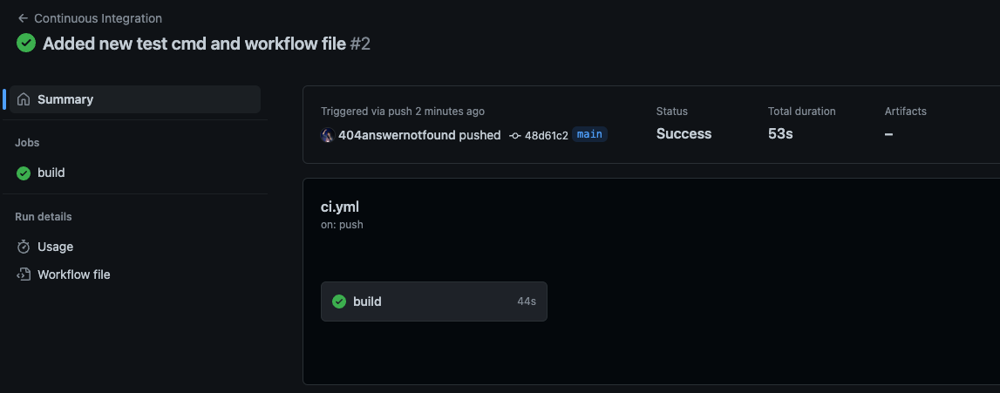 Continuous Integration
Added new test cmd and workflow file #2
Summary
Jobs
build
Run details
Usage
Workflow file
Triggered via push 2 minutes ago
404answernotfound pushed 48d61c2 main
Status
Success
Total duration
53s
Artifacts
–
ci.yml
on: push
build 44s